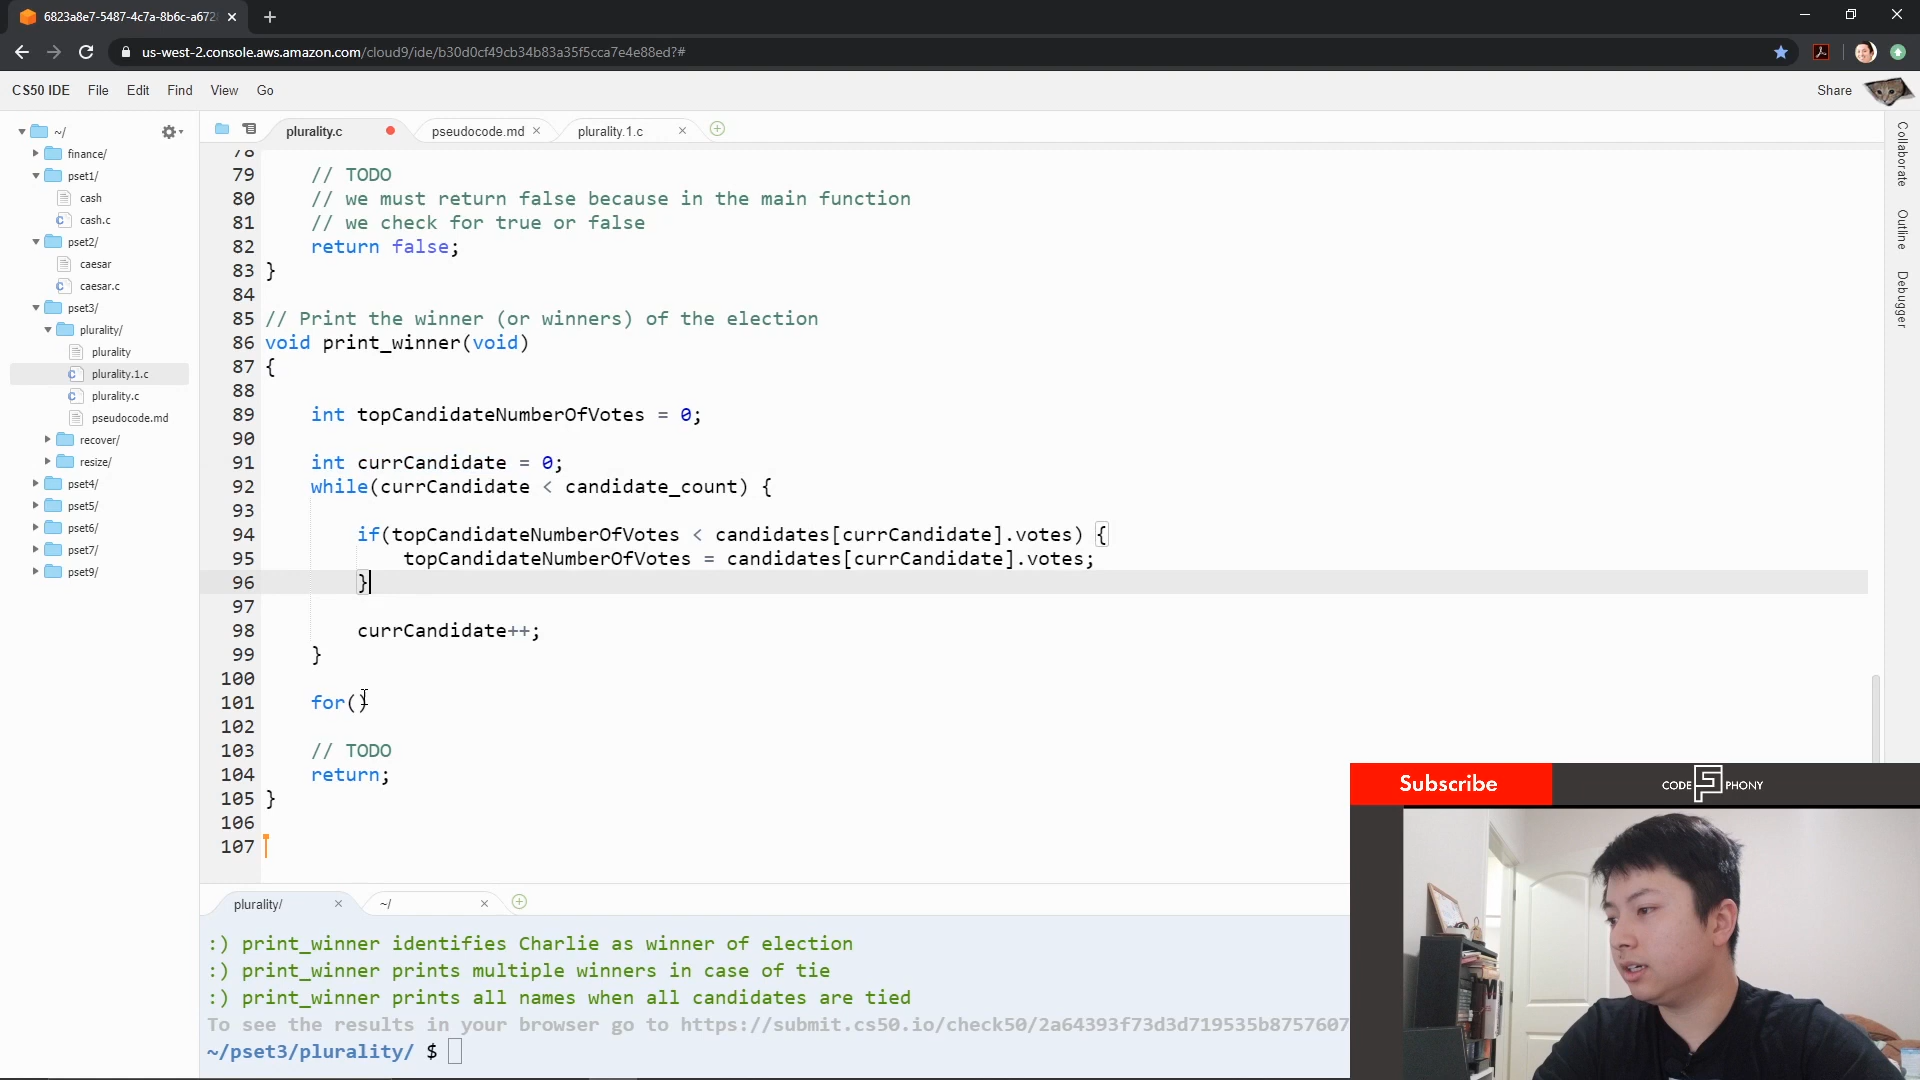 6823a8e7-5487-4c7a-8b6c-a672
us-west-2.console.aws.amazon.com/cloud9/ide/b30d0cf49cb34b83a35f5cca7e4e88ed?#
CS50 IDE File Edit Find View Go Share
~/
finance/
pset1/
cash
cash.c
pset2/
caesar
caesar.c
pset3/
plurality/
plurality
plurality.1.c
plurality.c
pseudocode.md
recover/
resize/
pset4/
pset5/
pset6/
pset7/
pset9/
plurality.c pseudocode.md plurality.1.c
78
79 // TODO
80 // we must return false because in the main function
81 // we check for true or false
82 return false;
83 }
84
85 // Print the winner (or winners) of the election
86 void print_winner(void)
87 {
88
89 int topCandidateNumberOfVotes = 0;
90
91 int currCandidate = 0;
92 while(currCandidate < candidate_count) {
93
94 if(topCandidateNumberOfVotes < candidates[currCandidate].votes) {
95 topCandidateNumberOfVotes = candidates[currCandidate].votes;
96 }
97
98 currCandidate++;
99 }
100
101 for()
102
103 // TODO
104 return;
105 }
106
107
Collaborate
Outline
Debugger
plurality/ ~/
:) print_winner identifies Charlie as winner of election
:) print_winner prints multiple winners in case of tie
:) print_winner prints all names when all candidates are tied
To see the results in your browser go to https://submit.cs50.io/check50/2a64393f73d3d719535b8757607
~/pset3/plurality/ $
Subscribe
CODE PHONY